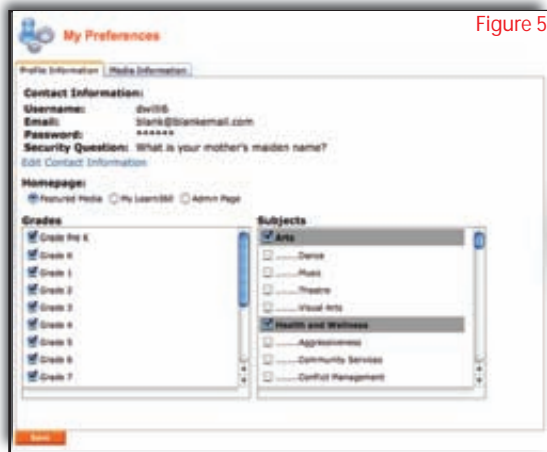 Figure 5
My Preferences
Profile Information Media Information
Contact Information:
Username: dwilli6
Email: blank@blankemail.com
Password: ******
Security Question: What is your mother's maiden name?
Edit Contact Information
Homepage:
Featured Media My Learn360 Admin Page
Grades Subjects
Grade Pre K Arts
Grade K ........Dance
Grade 1 ........Music
Grade 2 ........Theatre
Grade 3 ........Visual Arts
Grade 4 Health and Wellness
Grade 5 ........Aggressiveness
Grade 6 ........Community Services
Grade 7 ........Conflict Management
Save